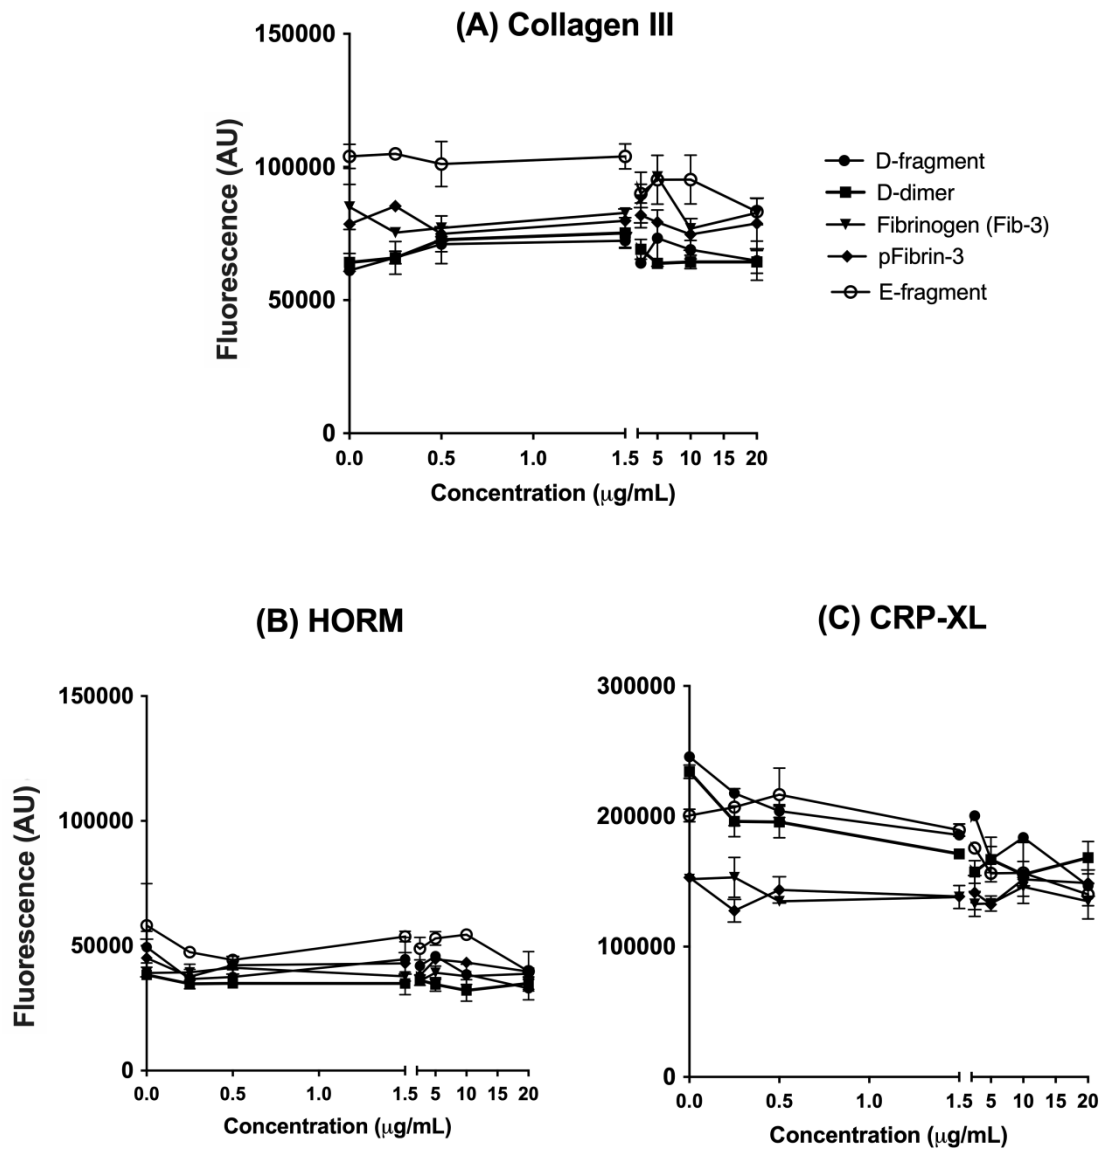 (A) Collagen III
150000
100000
50000
0
Fluorescence (AU)
0.0 0.5 1.0 1.5 5 10 15 20
Concentration (μg/mL)
D-fragment
D-dimer
Fibrinogen (Fib-3)
pFibrin-3
E-fragment
(B) HORM
150000
100000
50000
0
Fluorescence (AU)
0.0 0.5 1.0 1.5 5 10 15 20
Concentration (μg/mL)
(C) CRP-XL
300000
200000
100000
0
0.0 0.5 1.0 1.5 5 10 15 20
Concentration (μg/mL)